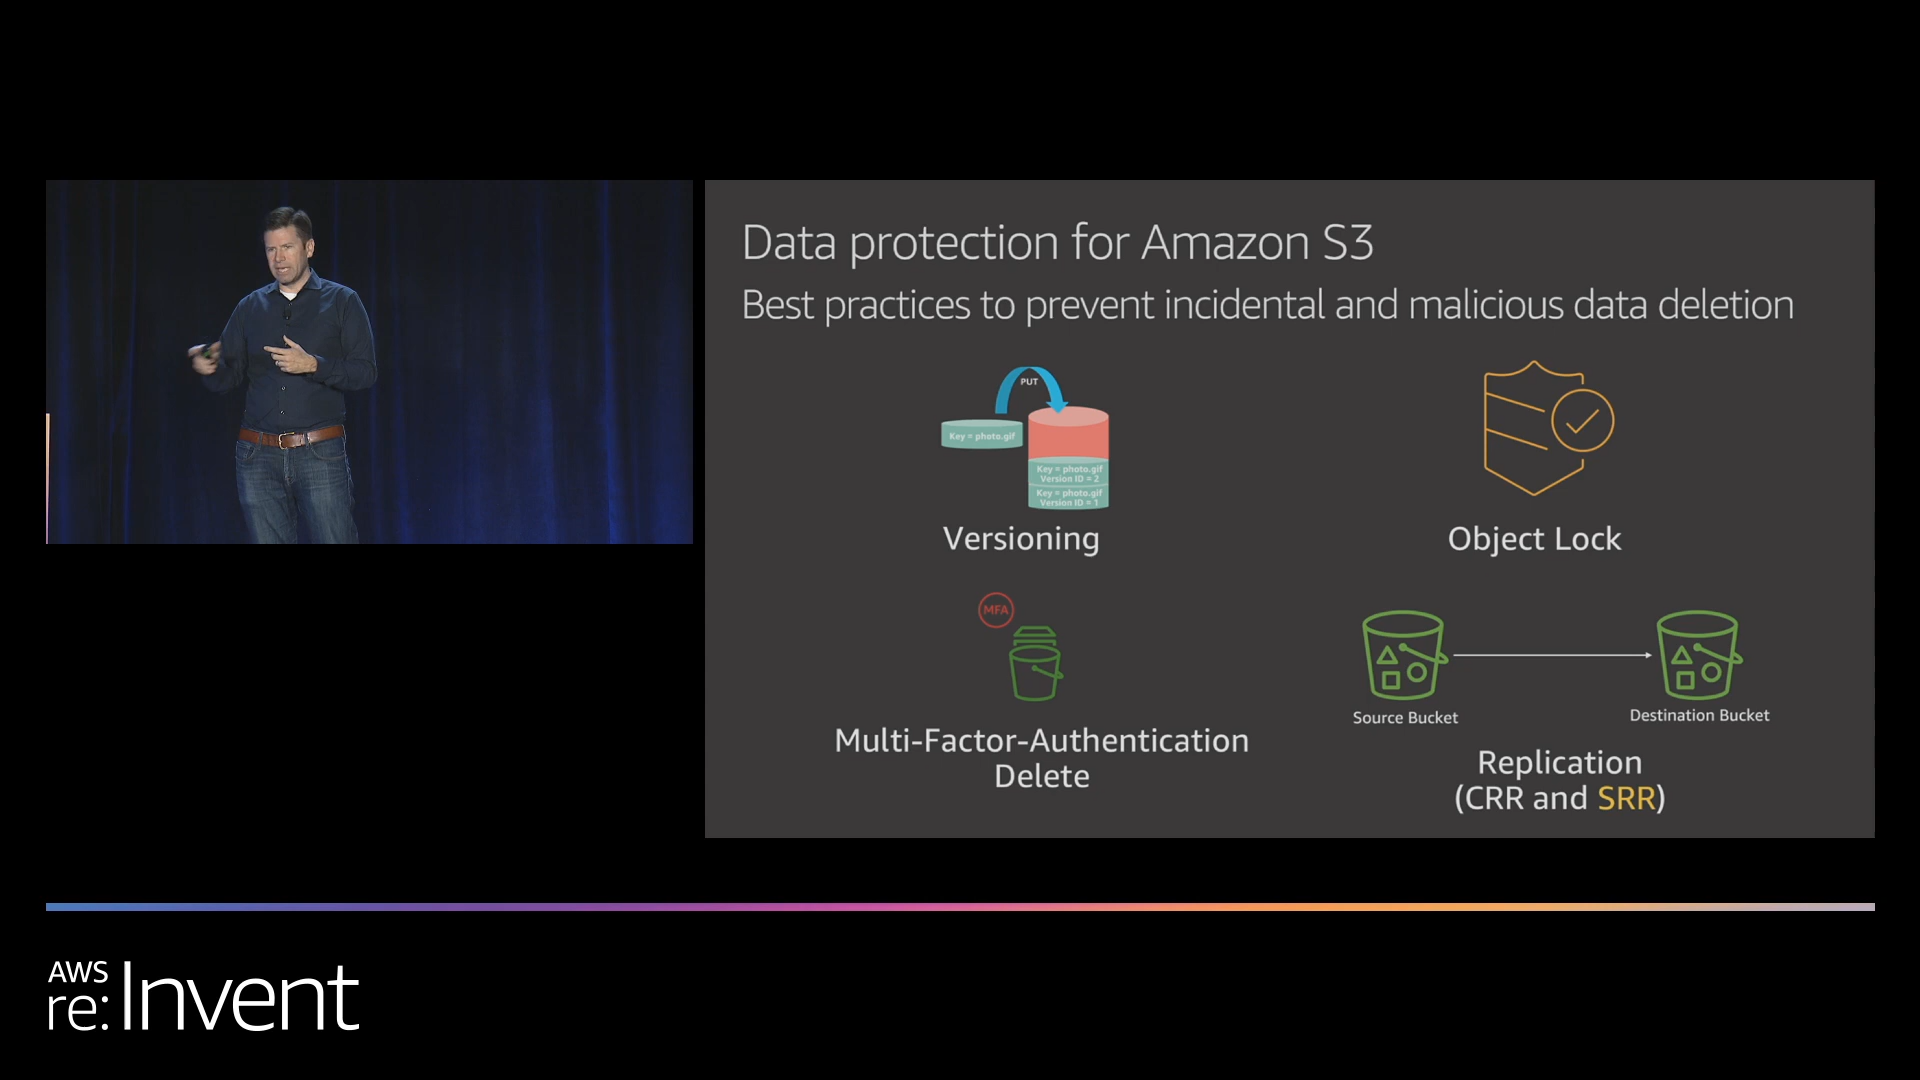 Data protection for Amazon S3
Best practices to prevent incidental and malicious data deletion
PUT
Key = photo.gif
Key = photo.gif
Version ID = 2
Key = photo.gif
Version ID = 1
Versioning
Object Lock
MFA
Multi-Factor-Authentication
Delete
Source Bucket
Destination Bucket
Replication
(CRR and SRR)
AWS
re:Invent